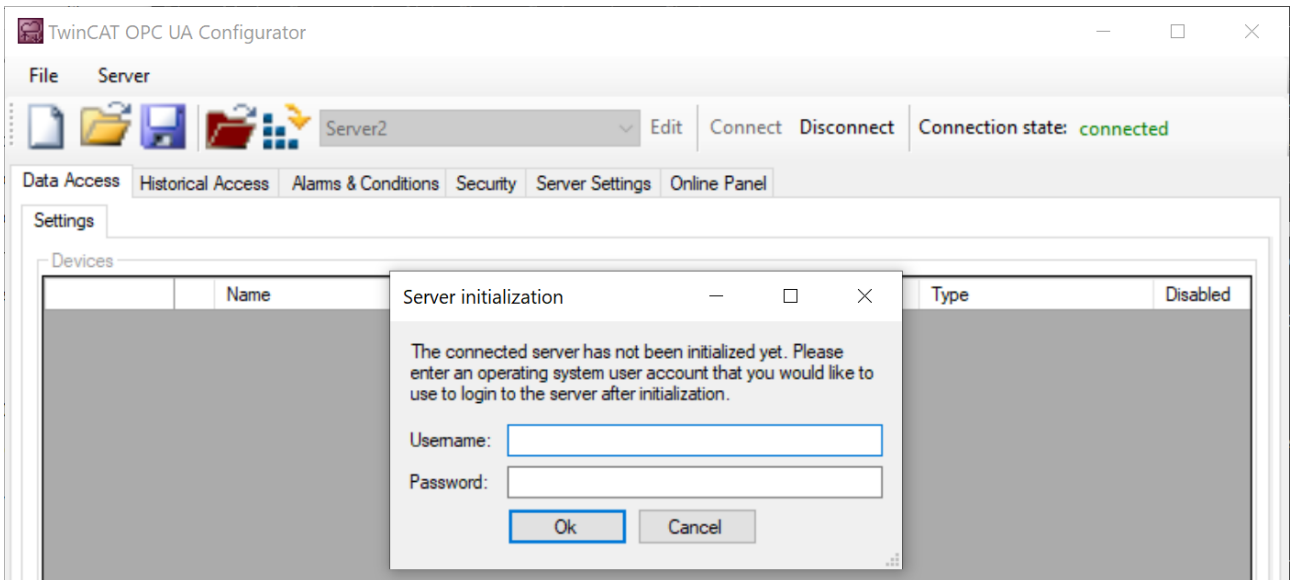 TwinCAT OPC UA Configurator
File Server
Server2 Edit Connect Disconnect Connection state: connected
Data Access Historical Access Alarms & Conditions Security Server Settings Online Panel
Settings
Devices
Name Type Disabled
Server initialization
The connected server has not been initialized yet. Please
enter an operating system user account that you would like to
use to login to the server after initialization.
Username:
Password:
Ok Cancel